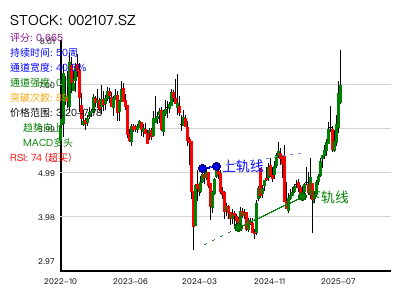 STOCK: 002107.SZ
评分: 0.665
持续时间: 50周
通道宽度: 40.
通道强度: 0
突破次数:
价格范围: 3.20-7.78
趋势向上
MACD多头
RSI: 74 (超买)
4.99
3.98
2.97
上轨线
下轨线
2022-10
2023-06
2024-03
2024-11
2025-07